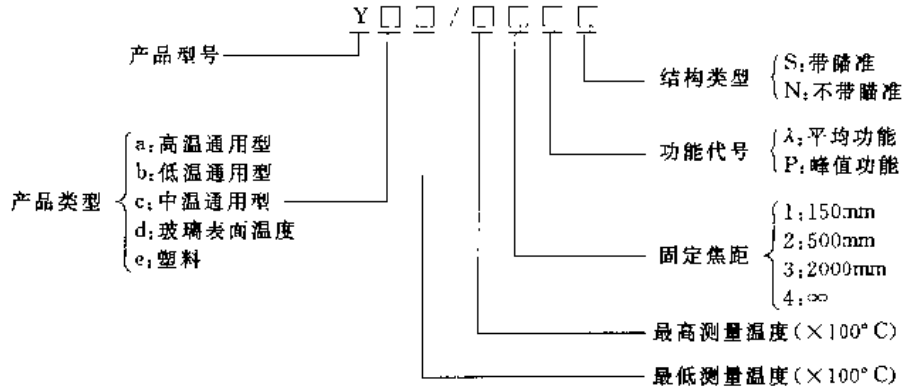 Y□□/□□□□
产品型号
结构类型
S:带瞄准
N:不带瞄准
功能代号
λ:平均功能
P:峰值功能
产品类型
a:高温通用型
b:低温通用型
c:中温通用型
d:玻璃表面温度
e:塑料
固定焦距
1:150mm
2:500mm
3:2000mm
4:∞
最高测量温度(×100°C)
最低测量温度(×100°C)